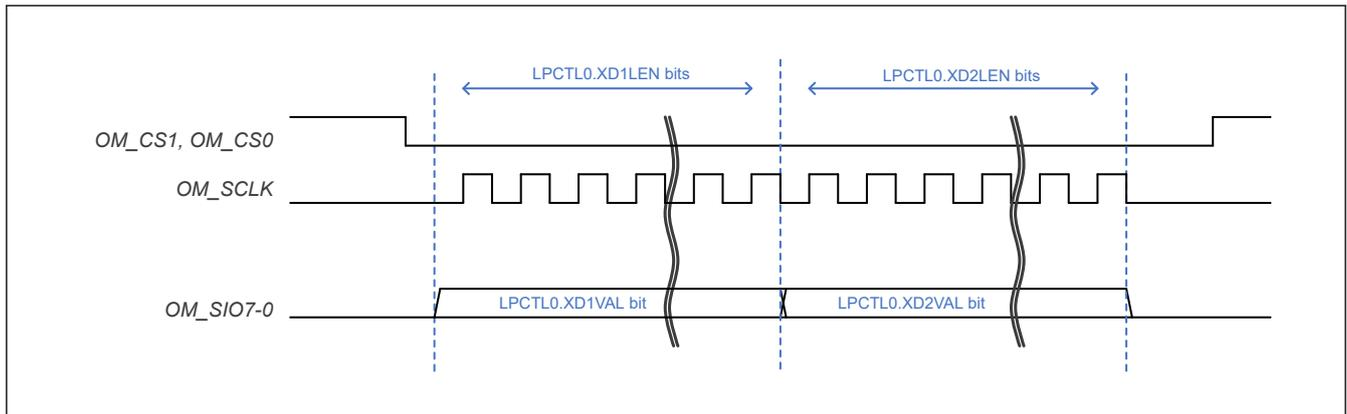 LPCTL0.XD1LEN bits
LPCTL0.XD2LEN bits
OM_CS1, OM_CS0
OM_SCLK
OM_SIO7-0
LPCTL0.XD1VAL bit
LPCTL0.XD2VAL bit